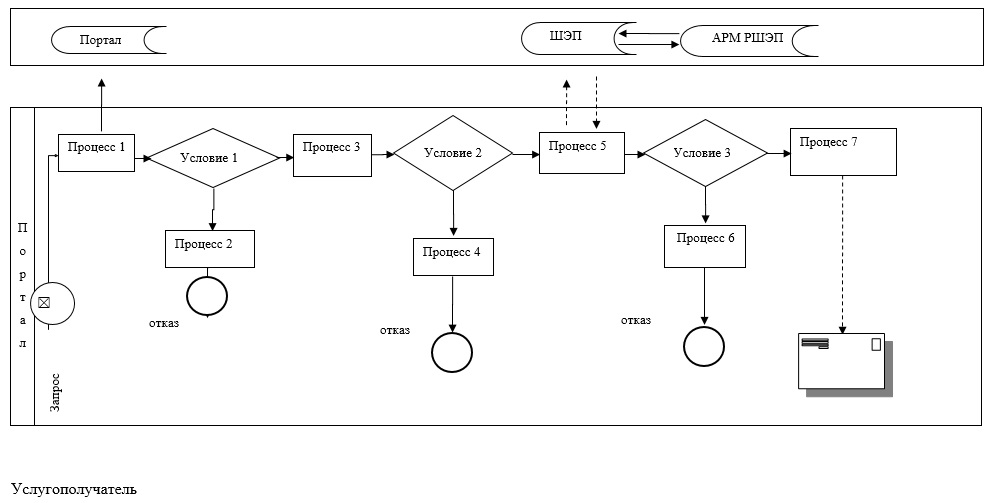 Портал
ШЭП
АРМ РШЭП
Процесс 1
Условие 1
Процесс 3
Условие 2
Процесс 5
Условие 3
Процесс 7
Процесс 2
Процесс 4
Процесс 6
отказ
отказ
отказ
Портал
Запрос
Услугополучатель